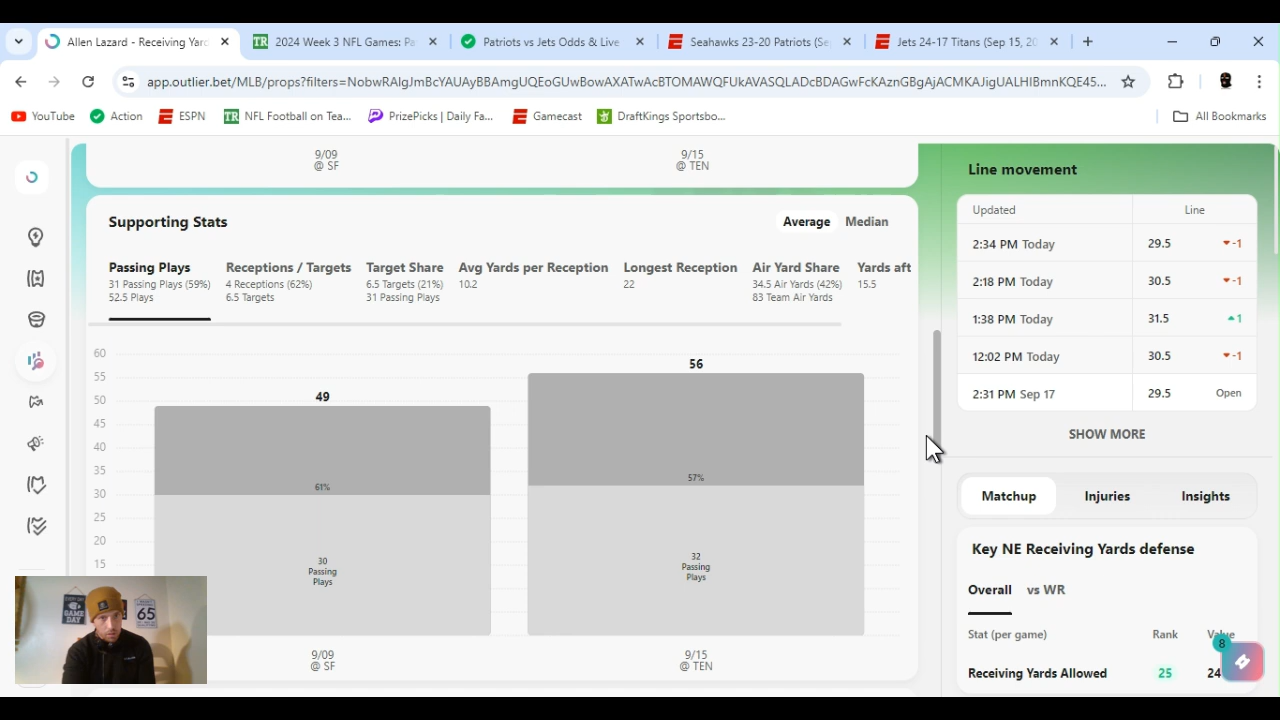 Allen Lazard - Receiving Yard
2024 Week 3 NFL Games: Pa
Patriots vs Jets Odds & Live
Seahawks 23-20 Patriots (Se
Jets 24-17 Titans (Sep 15, 20
app.outlier.bet/MLB/props?filters=NobwRAlgJmBcYAUAyBBAmgUQEoGUwBowAXATwAcBTOMAWQFUkAVASQLADcBDAGwFcKAznGBgAjACMKAJigUALHIBmnKQE45...
YouTube
Action
ESPN
NFL Football on Tea...
PrizePicks | Daily Fa...
Gamecast
DraftKings Sportsbo...
All Bookmarks
9/09
@ SF
9/15
@ TEN
Supporting Stats
Average
Median
Passing Plays
31 Passing Plays (59%)
52.5 Plays
Receptions / Targets
4 Receptions (62%)
6.5 Targets
Target Share
6.5 Targets (21%)
31 Passing Plays
Avg Yards per Reception
10.2
Longest Reception
22
Air Yard Share
34.5 Air Yards (42%)
83 Team Air Yards
Yards aft
15.5
60
55
50
45
40
35
30
25
20
15
49
61%
30
Passing
Plays
56
57%
32
Passing
Plays
9/09
@ SF
9/15
@ TEN
Line movement
Updated Line
2:34 PM Today 29.5 -1
2:18 PM Today 30.5 -1
1:38 PM Today 31.5 1
12:02 PM Today 30.5 -1
2:31 PM Sep 17 29.5 Open
SHOW MORE
Matchup
Injuries
Insights
Key NE Receiving Yards defense
Overall
vs WR
Stat (per game) Rank
8
Receiving Yards Allowed 25 24
GAME
DAY
65